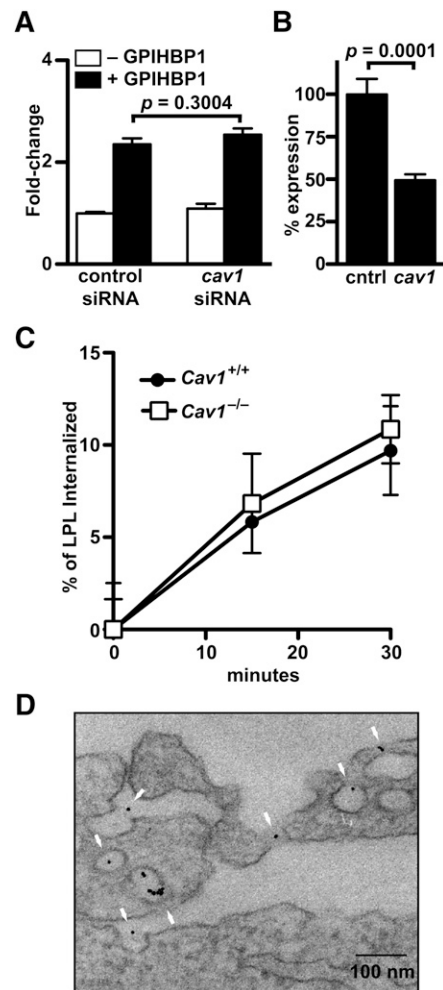 A
– GPIHBP1
+ GPIHBP1
p = 0.3004
4
2
0
Fold-change
control siRNA
cav1 siRNA
B
p = 0.0001
100
75
50
25
0
% expression
cntrl cav1
C
Cav1+/+
Cav1−/−
15
10
5
0
% of LPL Internalized
0 10 20 30
minutes
D
100 nm